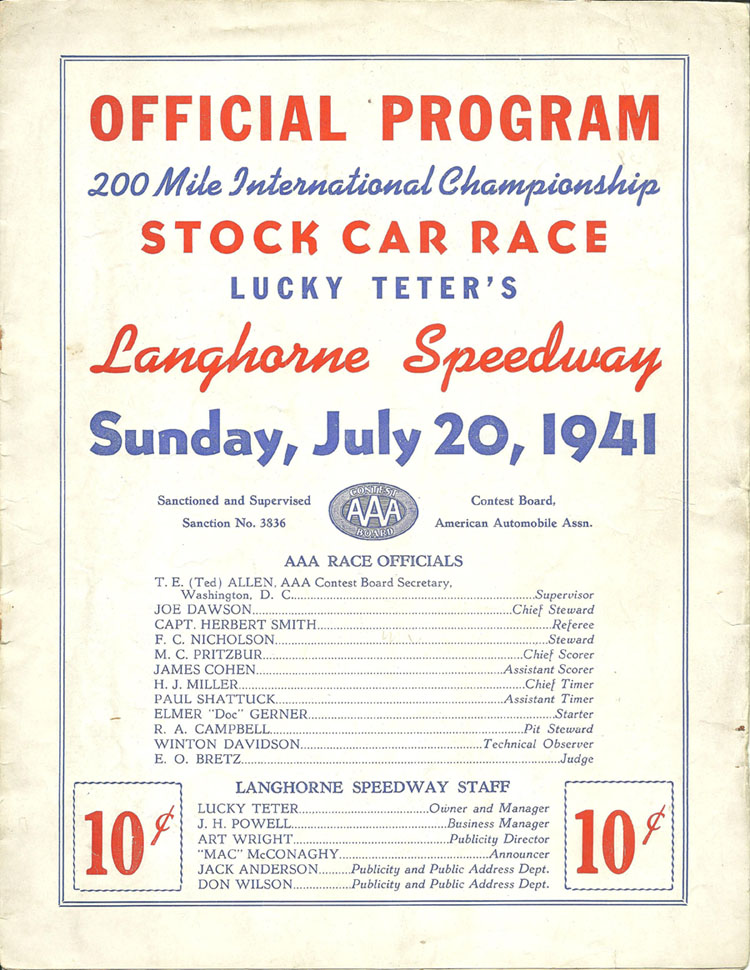 OFFICIAL PROGRAM
200 Mile International Championship
STOCK CAR RACE
LUCKY TETER'S
Langhorne Speedway
Sunday, July 20, 1941
Sanctioned and Supervised
Sanction No. 3836
CONTEST
AAA
BOARD
Contest Board,
American Automobile Assn.
AAA RACE OFFICIALS
T. E. (Ted) ALLEN, AAA Contest Board Secretary,
Washington, D. C. Supervisor
JOE DAWSON Chief Steward
CAPT. HERBERT SMITH Referee
F. C. NICHOLSON Steward
M. C. PRITZBUR Chief Scorer
JAMES COHEN Assistant Scorer
H. J. MILLER Chief Timer
PAUL SHATTUCK Assistant Timer
ELMER "Doc" GERNER Starter
R. A. CAMPBELL Pit Steward
WINTON DAVIDSON Technical Observer
E. O. BRETZ Judge
10¢
LANGHORNE SPEEDWAY STAFF
LUCKY TETER Owner and Manager
J. H. POWELL Business Manager
ART WRIGHT Publicity Director
"MAC" McCONAGHY Announcer
JACK ANDERSON Publicity and Public Address Dept.
DON WILSON Publicity and Public Address Dept.
10¢